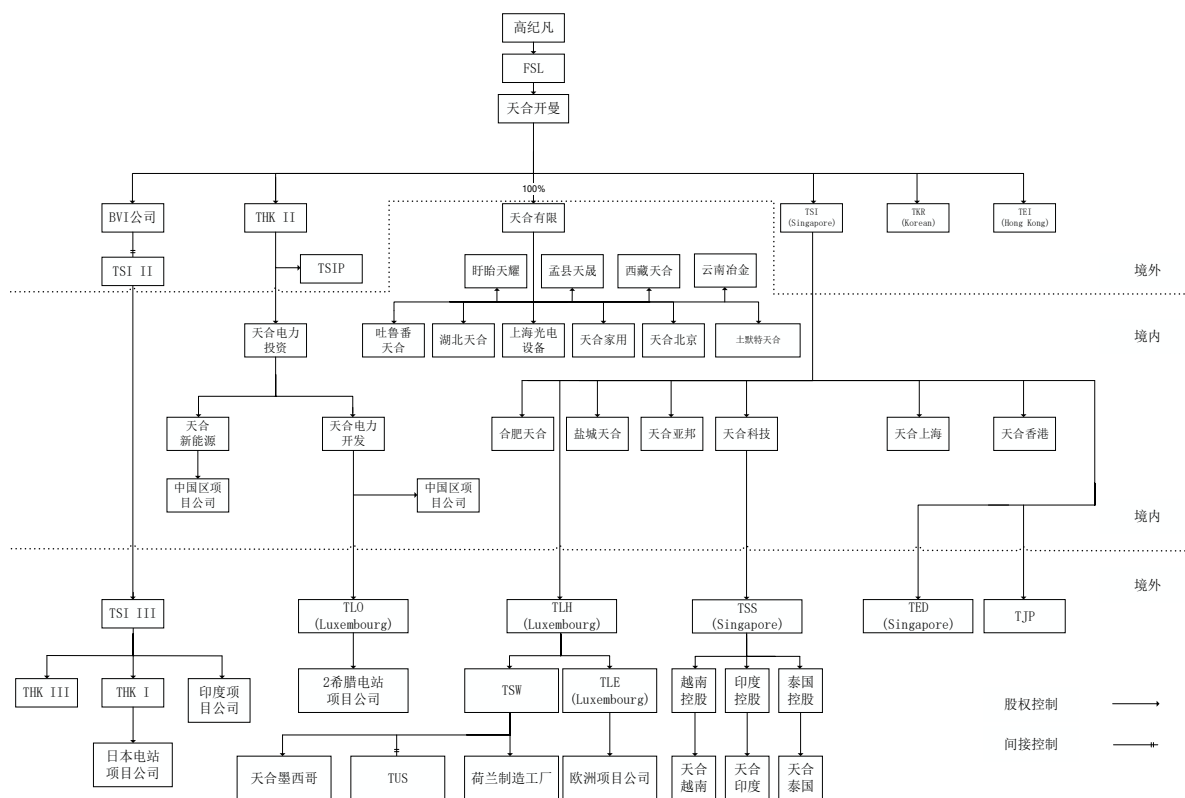 高纪凡
FSL
天合开曼
100%
BVI公司
THK II
天合有限
TSI
(Singapore)
TKR
(Korean)
TEI
(Hong Kong)
TSI II
TSIP
盱眙天耀
孟县天晟
西藏天合
云南冶金
境外
天合电力
投资
吐鲁番
天合
湖北天合
上海光电
设备
天合家用
天合北京
土默特天合
境内
天合
新能源
天合电力
开发
合肥天合
盐城天合
天合亚邦
天合科技
天合上海
天合香港
中国区项
目公司
中国区项
目公司
境内
境外
TSI III
TLO
(Luxembourg)
TLH
(Luxembourg)
TSS
(Singapore)
TED
(Singapore)
TJP
THK III
THK I
印度项
目公司
2希腊电站
项目公司
TSW
TLE
(Luxembourg)
越南
控股
印度
控股
泰国
控股
股权控制
间接控制
日本电站
项目公司
天合墨西哥
TUS
荷兰制造工厂
欧洲项目公司
天合
越南
天合
印度
天合
泰国